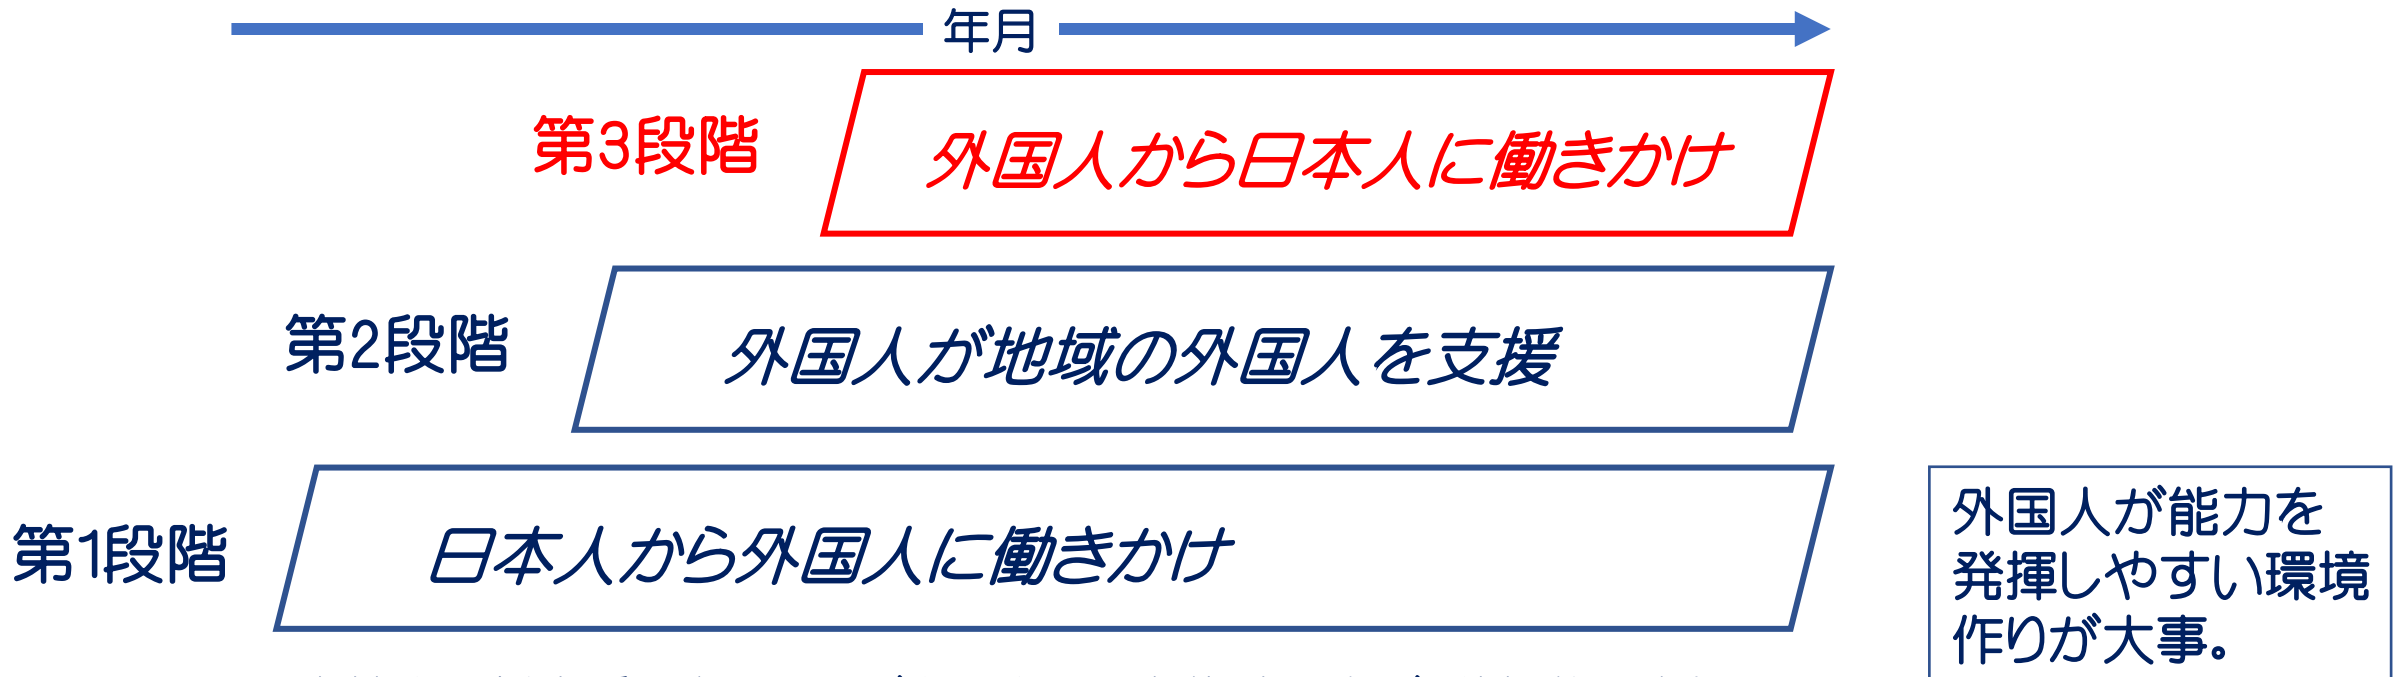 年月
第3段階
外国人から日本人に働きかけ
第2段階
外国人が地域の外国人を支援
第1段階
日本人から外国人に働きかけ
外国人が能力を
発揮しやすい環境
作りが大事。